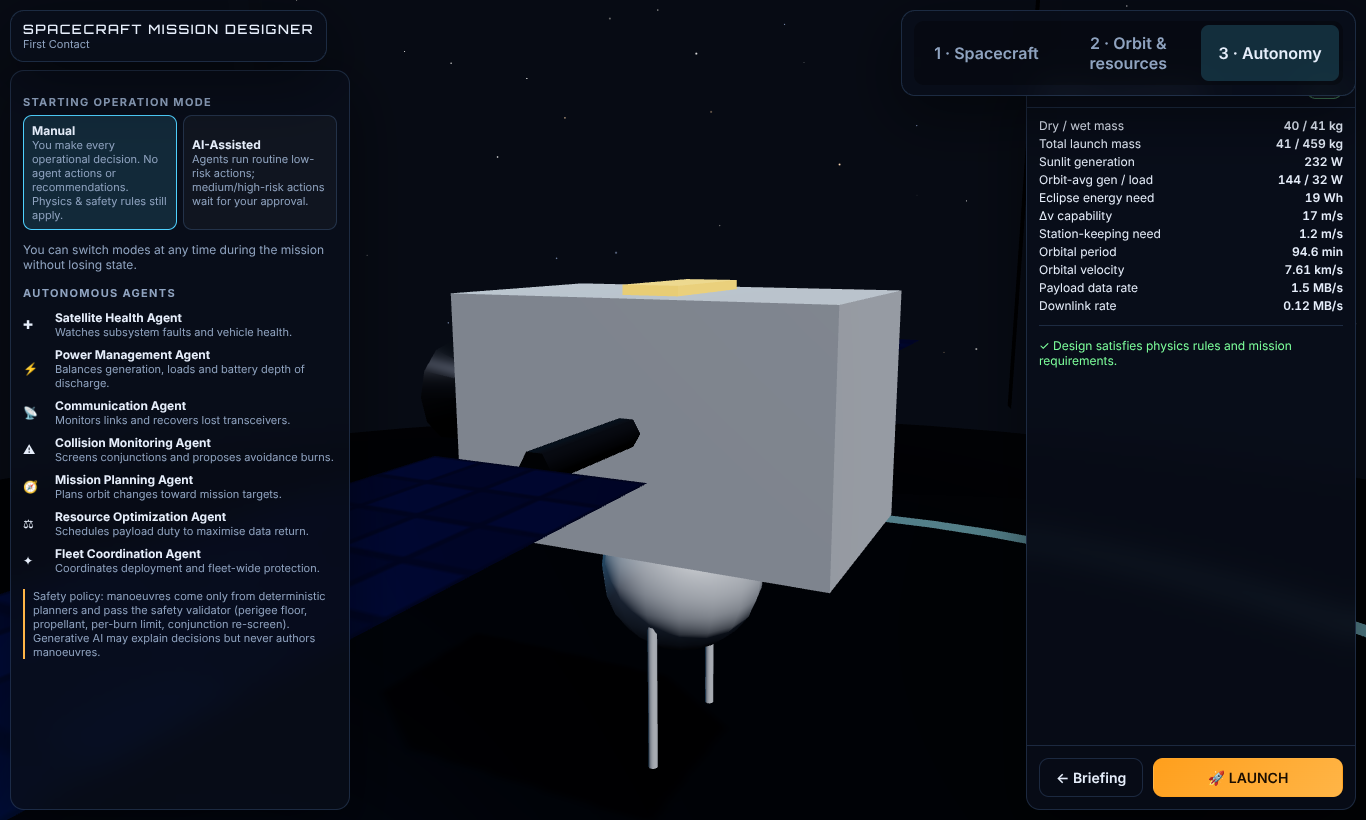 SPACECRAFT MISSION DESIGNER
First Contact
1 · Spacecraft
2 · Orbit &
resources
3 · Autonomy
STARTING OPERATION MODE
Manual
You make every
operational decision. No
agent actions or
recommendations.
Physics & safety rules still
apply.
AI-Assisted
Agents run routine low-
risk actions;
medium/high-risk actions
wait for your approval.
You can switch modes at any time during the mission
without losing state.
AUTONOMOUS AGENTS
Satellite Health Agent
Watches subsystem faults and vehicle health.
Power Management Agent
Balances generation, loads and battery depth of
discharge.
Communication Agent
Monitors links and recovers lost transceivers.
Collision Monitoring Agent
Screens conjunctions and proposes avoidance burns.
Mission Planning Agent
Plans orbit changes toward mission targets.
Resource Optimization Agent
Schedules payload duty to maximise data return.
Fleet Coordination Agent
Coordinates deployment and fleet-wide protection.
Safety policy: manoeuvres come only from deterministic
planners and pass the safety validator (perigee floor,
propellant, per-burn limit, conjunction re-screen).
Generative AI may explain decisions but never authors
manoeuvres.
Dry / wet mass 40 / 41 kg
Total launch mass 41 / 459 kg
Sunlit generation 232 W
Orbit-avg gen / load 144 / 32 W
Eclipse energy need 19 Wh
Δv capability 17 m/s
Station-keeping need 1.2 m/s
Orbital period 94.6 min
Orbital velocity 7.61 km/s
Payload data rate 1.5 MB/s
Downlink rate 0.12 MB/s
✓ Design satisfies physics rules and mission
requirements.
← Briefing
🚀 LAUNCH